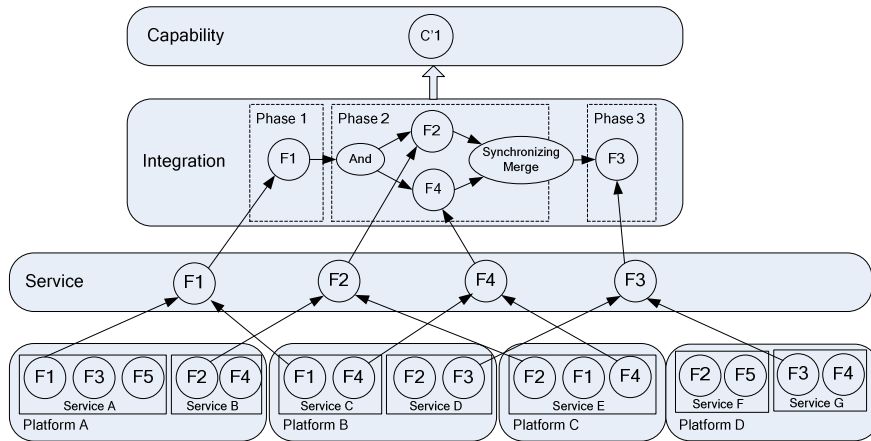 Capability
C'1
Integration
Phase 1
F1
Phase 2
And
F2
F4
Synchronizing
Merge
Phase 3
F3
Service
F1
F2
F4
F3
F1 F3 F5
Service A
F2 F4
Service B
Platform A
F1 F4
Service C
F2 F3
Service D
Platform B
F2 F1 F4
Service E
Platform C
F2 F5
Service F
F3 F4
Service G
Platform D